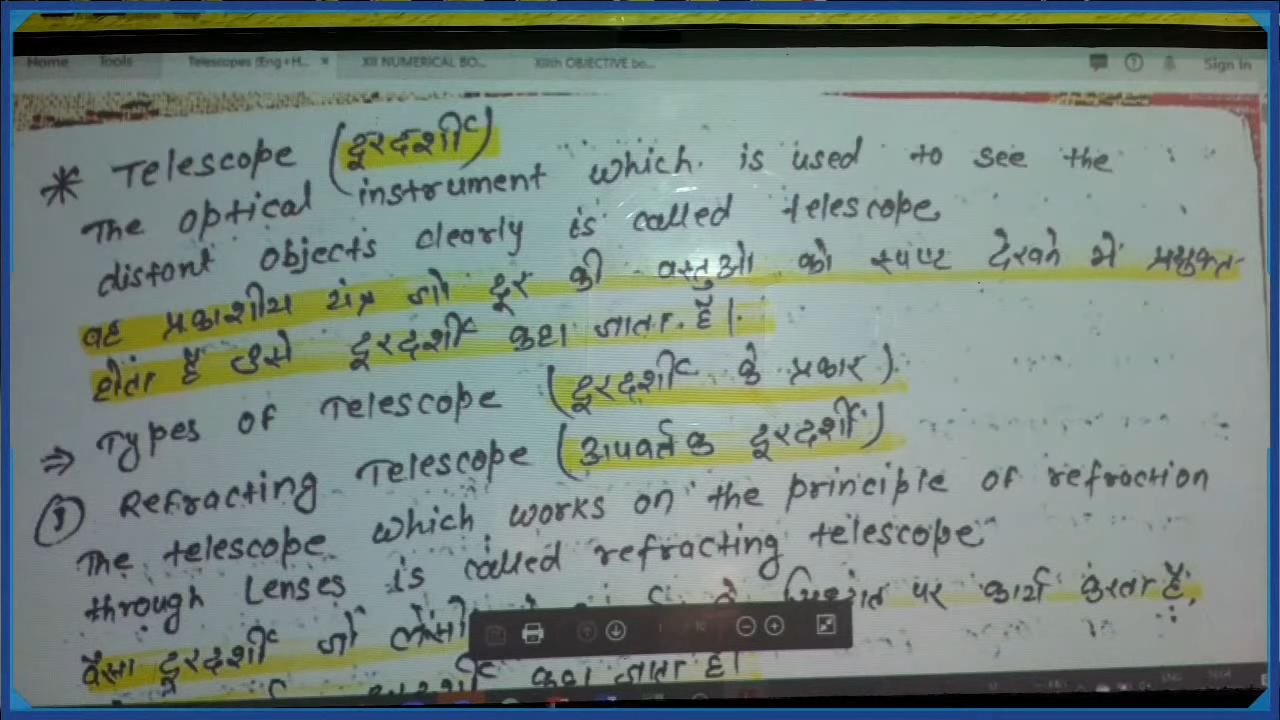 Home Tools Telescopes (Eng+H... × XII NUMERICAL BO... XIIth OBJECTIVE bo... Sign In
* Telescope (दूरदर्शी)
The optical instrument which is used to see the
distant objects clearly is called telescope
वह प्रकाशीय यंत्र जो दूर की वस्तुओ को स्पष्ट देखने में प्रयुक्त
होता है उसे दूरदर्शी कहा जाता है।
⇒ Types of Telescope (दूरदर्शी के प्रकार)
① Refracting Telescope (अपवर्तक दूरदर्शी)
The telescope which works on the principle of refraction
through Lenses is called refracting telescope
वैसा दूरदर्शी जो लेंसो सिद्धांत पर कार्य करता है,
कहा जाता है।